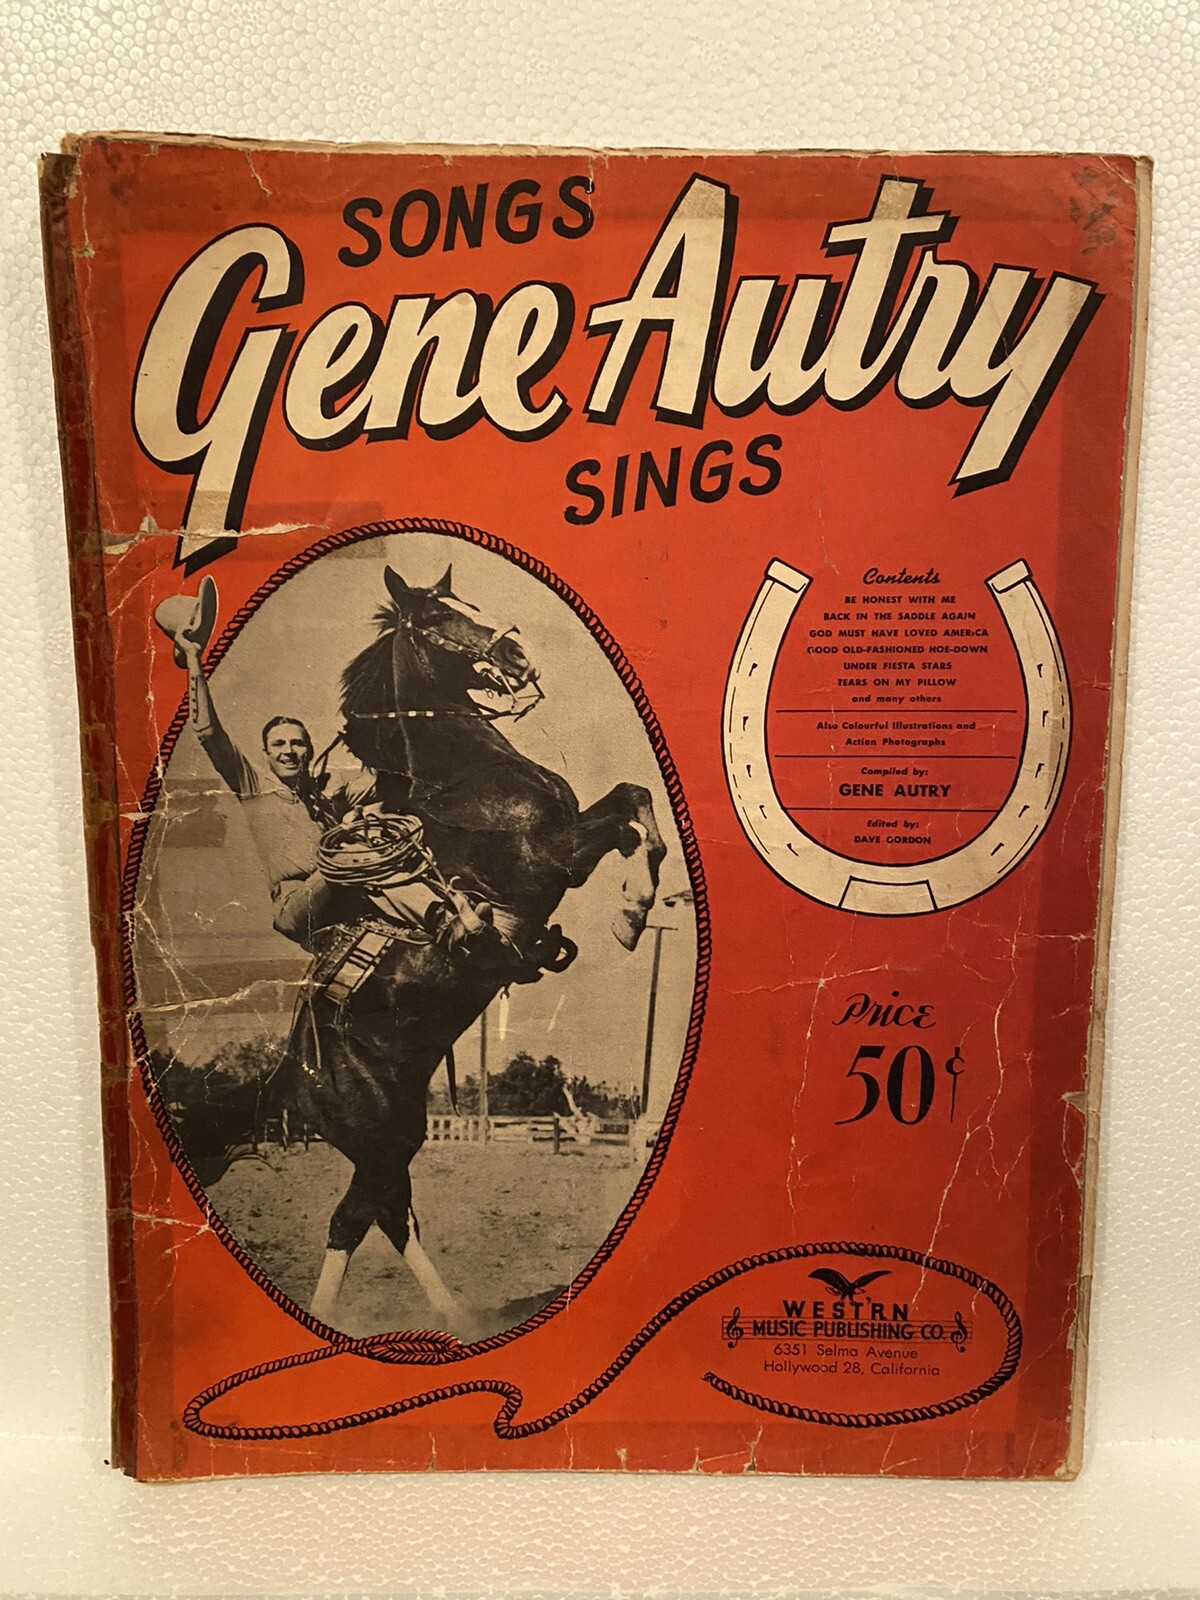 SONGS
Gene Autry
SINGS
Contents
BE HONEST WITH ME
BACK IN THE SADDLE AGAIN
GOD MUST HAVE LOVED AMERICA
GOOD OLD-FASHIONED HOE-DOWN
UNDER FIESTA STARS
TEARS ON MY PILLOW
and many others
Also Colourful Illustrations and
Action Photographs
Compiled by:
GENE AUTRY
Edited by:
DAVE GORDON
Price
50¢
WEST'RN
MUSIC PUBLISHING CO.
6351 Selma Avenue
Hollywood 28, California